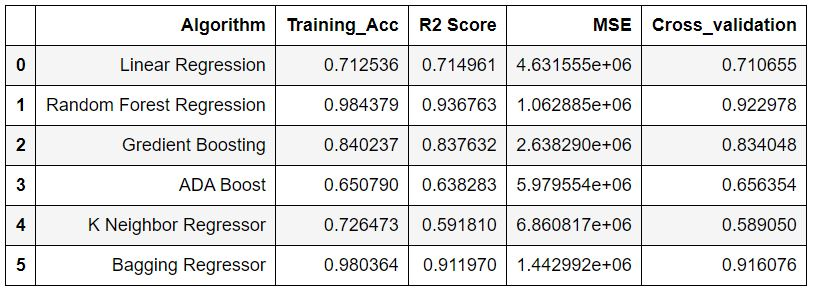 Algorithm Training_Acc R2 Score MSE Cross_validation
0 Linear Regression 0.712536 0.714961 4.631555e+06 0.710655
1 Random Forest Regression 0.984379 0.936763 1.062885e+06 0.922978
2 Gredient Boosting 0.840237 0.837632 2.638290e+06 0.834048
3 ADA Boost 0.650790 0.638283 5.979554e+06 0.656354
4 K Neighbor Regressor 0.726473 0.591810 6.860817e+06 0.589050
5 Bagging Regressor 0.980364 0.911970 1.442992e+06 0.916076